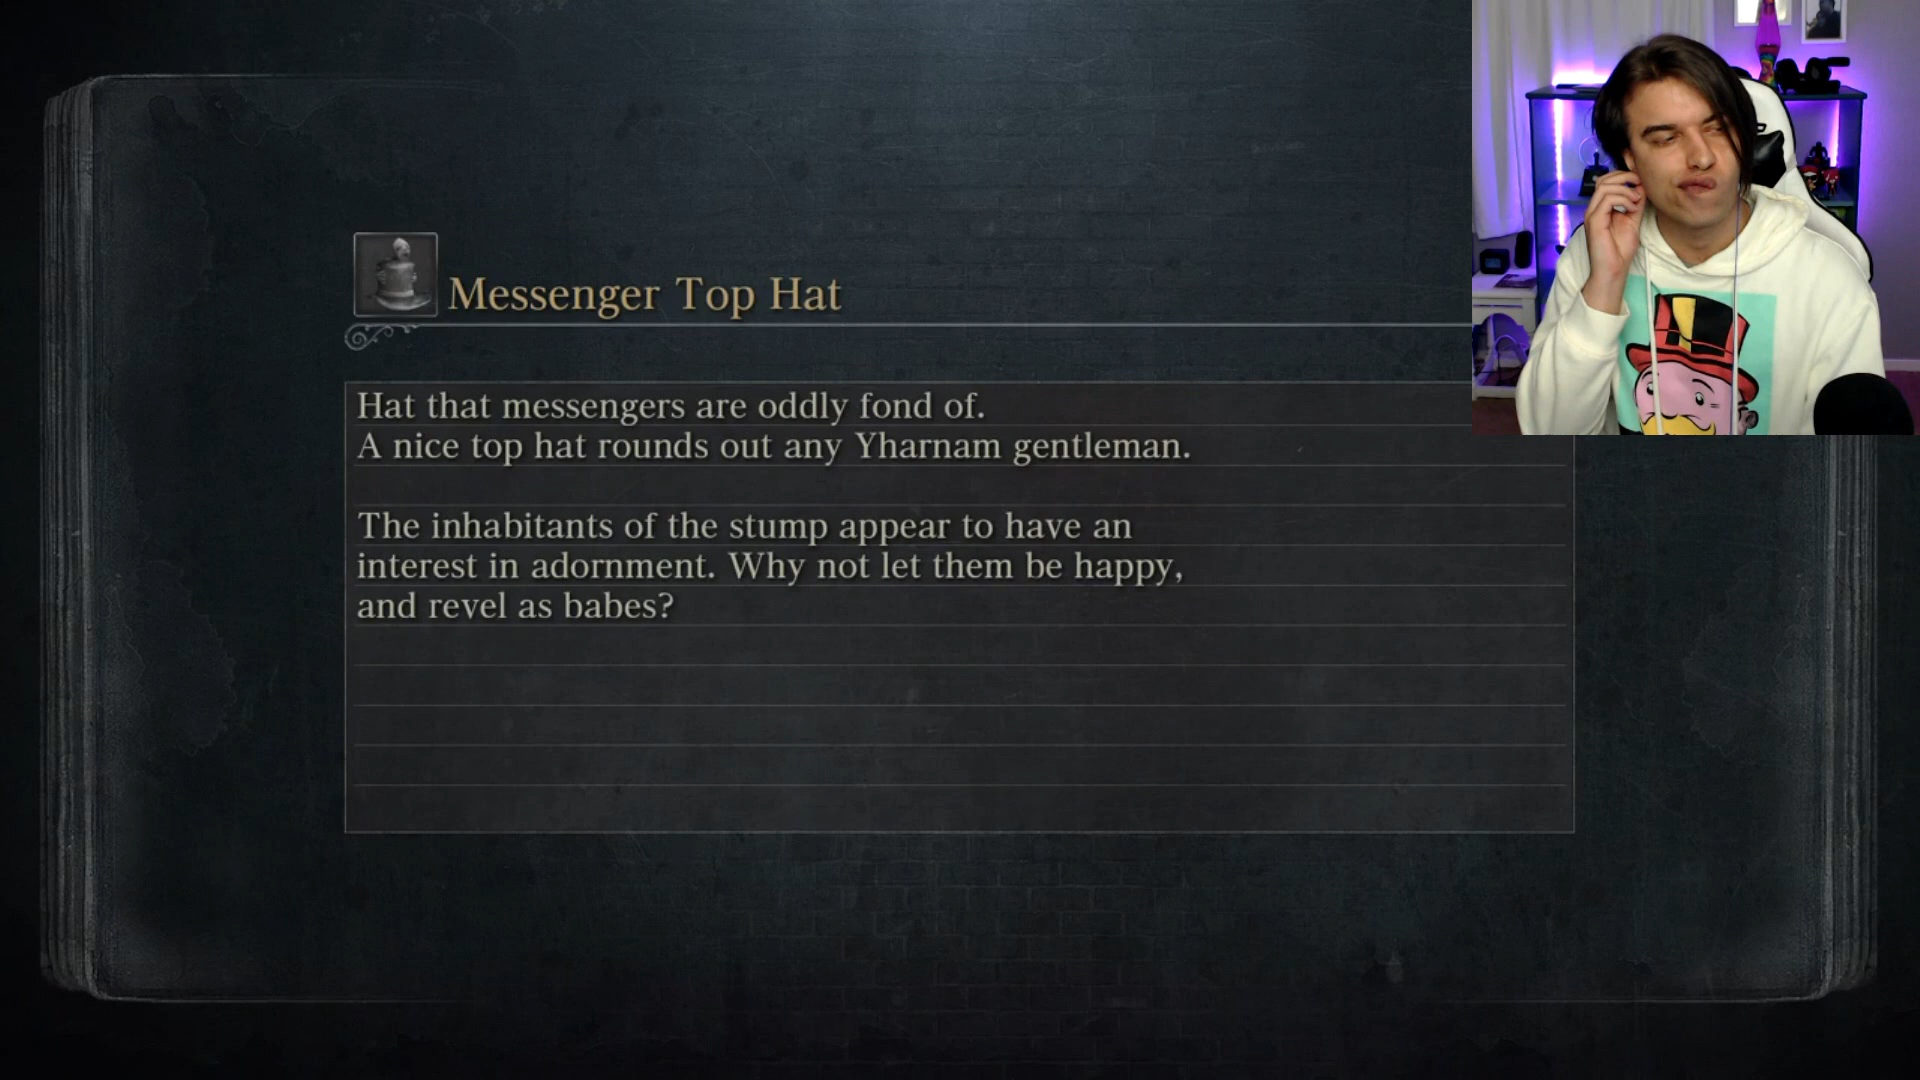 Messenger Top Hat
Hat that messengers are oddly fond of.
A nice top hat rounds out any Yharnam gentleman.
The inhabitants of the stump appear to have an
interest in adornment. Why not let them be happy,
and revel as babes?